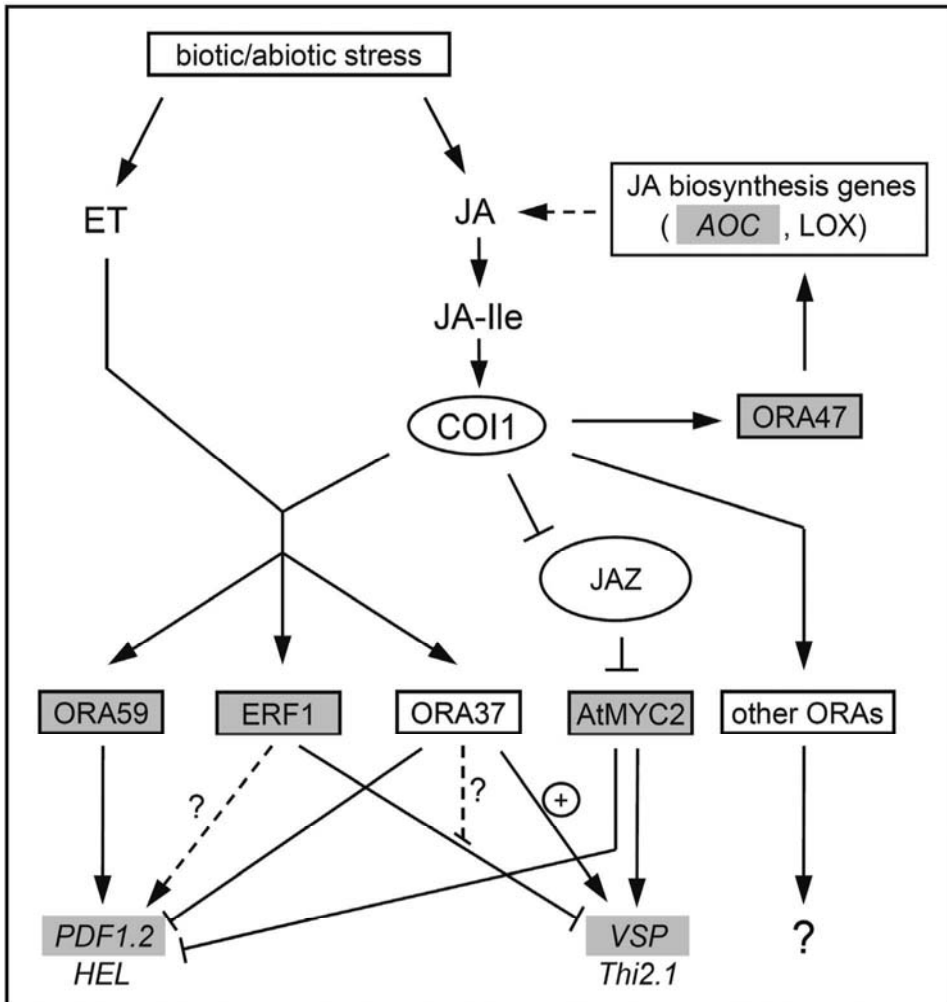 biotic/abiotic stress
ET
JA
JA biosynthesis genes
( AOC , LOX)
JA-Ile
COI1
ORA47
JAZ
ORA59
ERF1
ORA37
AtMYC2
other ORAs
?
?
+
PDF1.2
HEL
VSP
Thi2.1
?